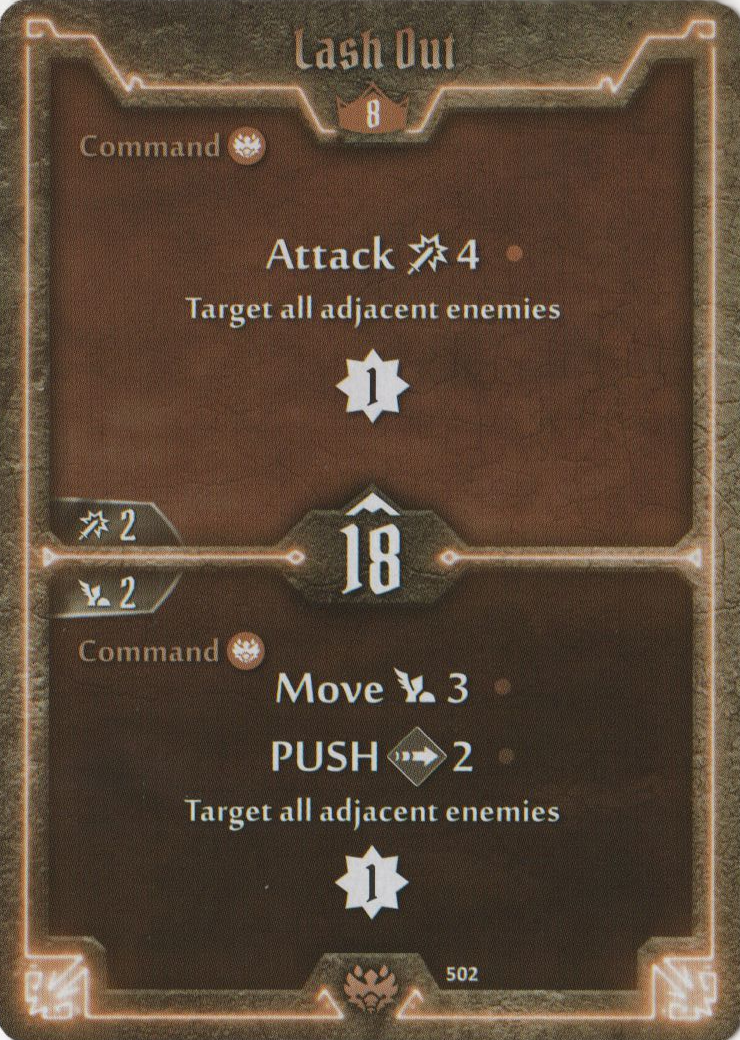 Lash Out
8
Command
Attack 4
Target all adjacent enemies
1
2
18
2
Command
Move 3
PUSH 2
Target all adjacent enemies
1
502